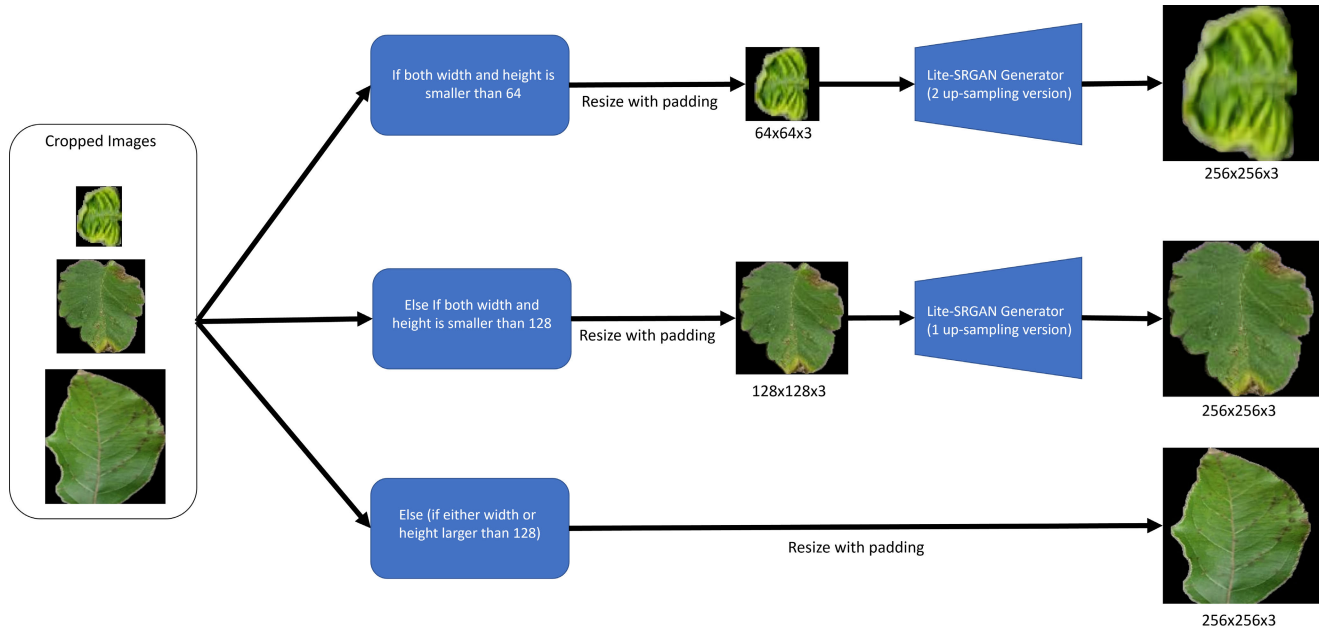 Cropped Images
If both width and height is
smaller than 64
Resize with padding
64x64x3
Lite-SRGAN Generator
(2 up-sampling version)
256x256x3
Else If both width and
height is smaller than 128
Resize with padding
128x128x3
Lite-SRGAN Generator
(1 up-sampling version)
256x256x3
Else (if either width or
height larger than 128)
Resize with padding
256x256x3